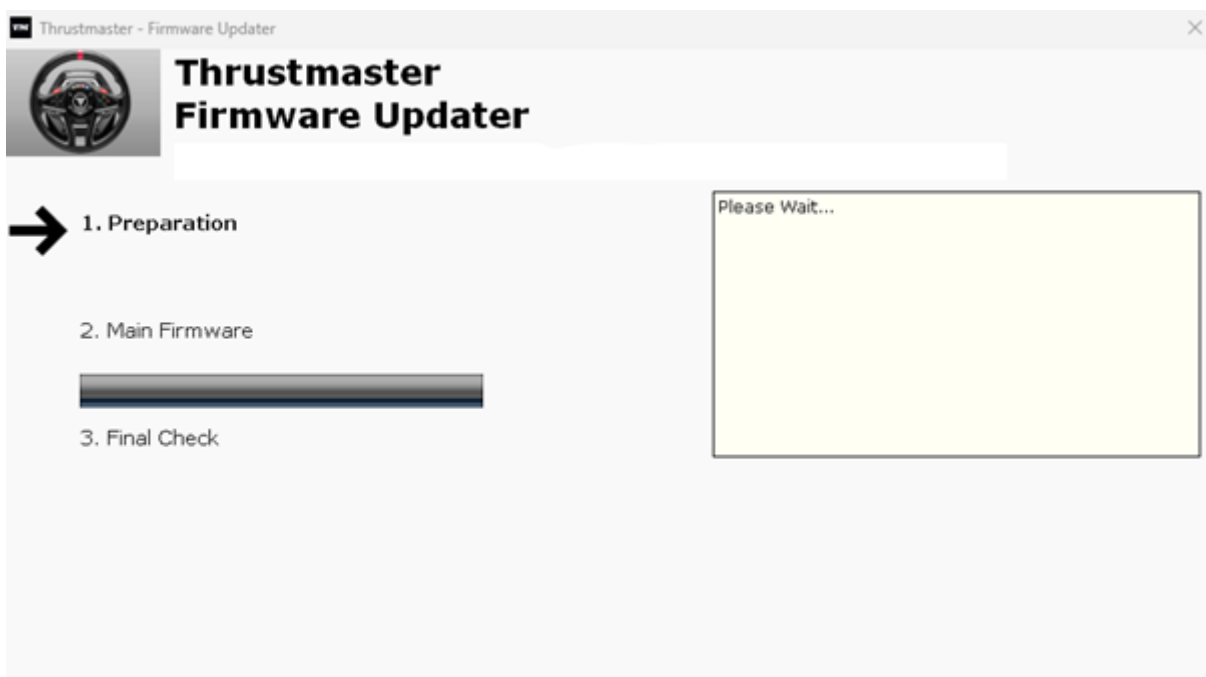 Thrustmaster - Firmware Updater
Thrustmaster
Firmware Updater
1. Preparation
Please Wait...
2. Main Firmware
3. Final Check